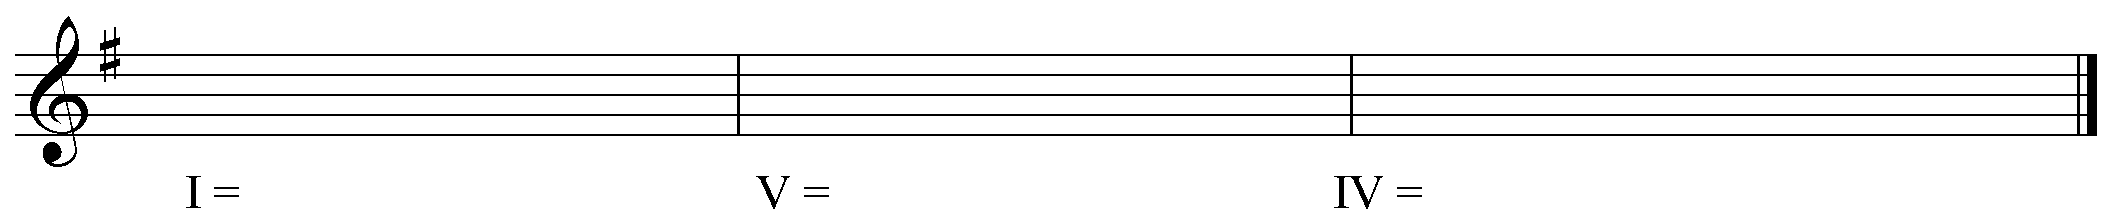 I = V = IV =